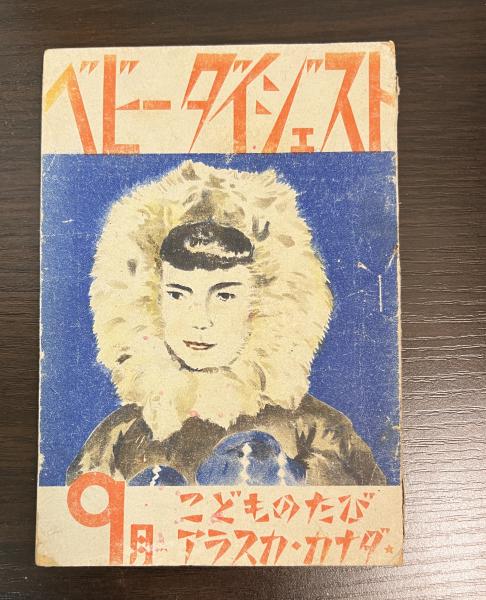 ベビーダイジェスト
9月
こどものたび
アラスカ・カナダ